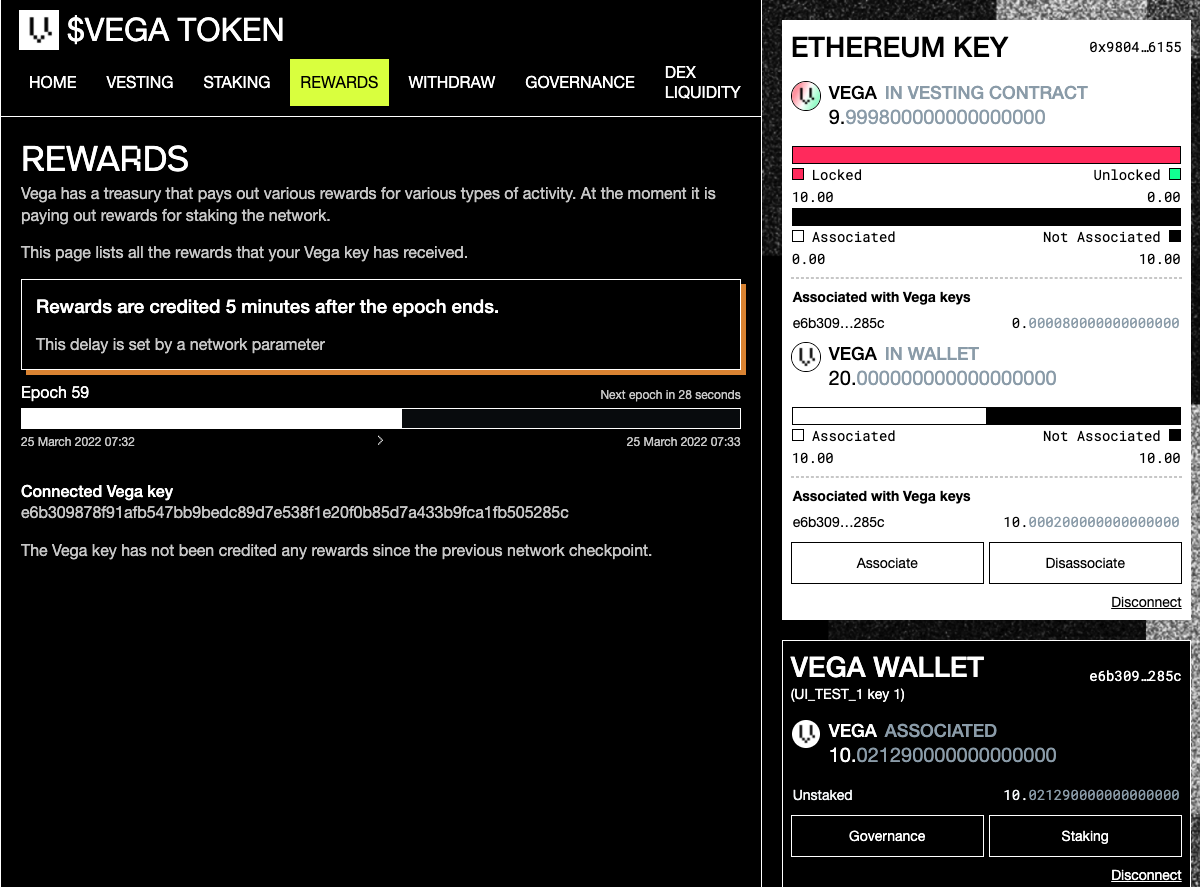 $VEGA TOKEN
HOME VESTING STAKING REWARDS WITHDRAW GOVERNANCE DEX LIQUIDITY
REWARDS
Vega has a treasury that pays out various rewards for various types of activity. At the moment it is
paying out rewards for staking the network.
This page lists all the rewards that your Vega key has received.
Rewards are credited 5 minutes after the epoch ends.
This delay is set by a network parameter
Epoch 59 Next epoch in 28 seconds
25 March 2022 07:32 > 25 March 2022 07:33
Connected Vega key
e6b309878f91afb547bb9bedc89d7e538f1e20f0b85d7a433b9fca1fb505285c
The Vega key has not been credited any rewards since the previous network checkpoint.
ETHEREUM KEY 0x9804…6155
VEGA IN VESTING CONTRACT
9.999800000000000000
Locked Unlocked
10.00 0.00
Associated Not Associated
0.00 10.00
Associated with Vega keys
e6b309…285c 0.000080000000000000
VEGA IN WALLET
20.000000000000000000
Associated Not Associated
10.00 10.00
Associated with Vega keys
e6b309…285c 10.000200000000000000
Associate Disassociate
Disconnect
VEGA WALLET e6b309…285c
(UI_TEST_1 key 1)
VEGA ASSOCIATED
10.021290000000000000
Unstaked 10.021290000000000000
Governance Staking
Disconnect